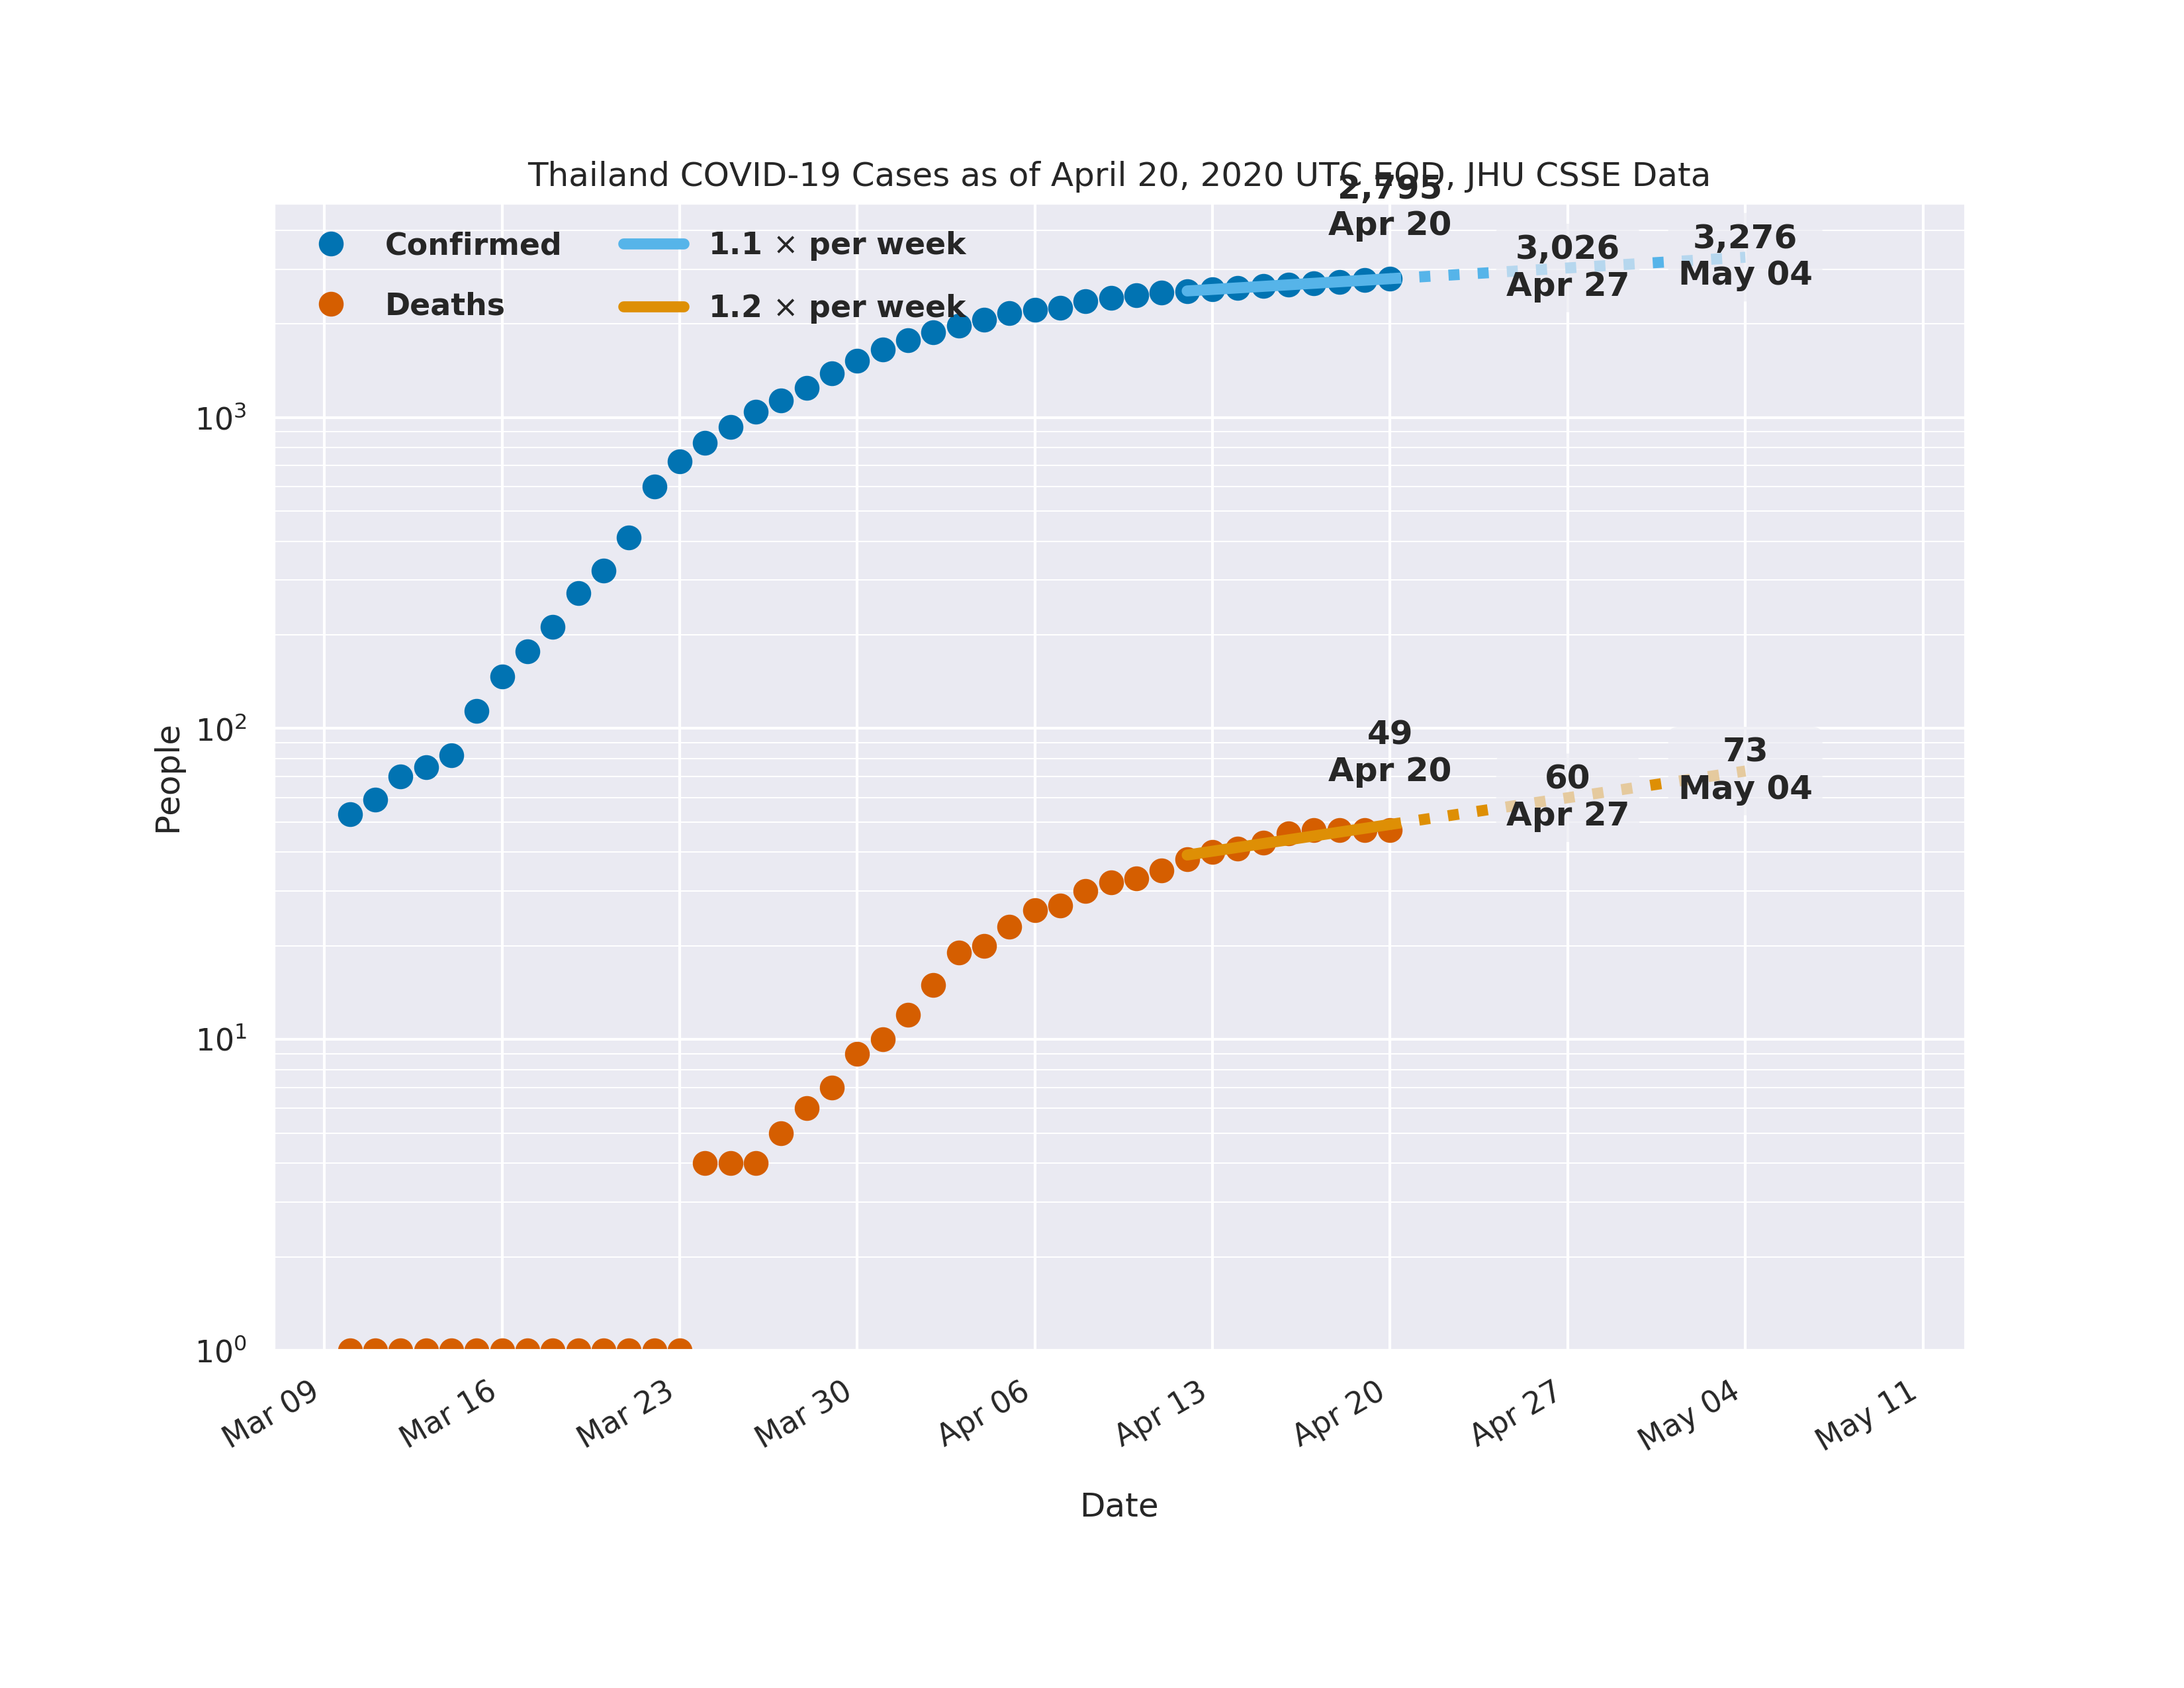 Thailand COVID-19 Cases as of April 20, 2020 UTC EOD, JHU CSSE Data
2,795
Apr 20
3,026
Apr 27
3,276
May 04
Confirmed
Deaths
1.1 × per week
1.2 × per week
10³
10²
10¹
10⁰
People
49
Apr 20
60
Apr 27
73
May 04
Mar 09
Mar 16
Mar 23
Mar 30
Apr 06
Apr 13
Apr 20
Apr 27
May 04
May 11
Date